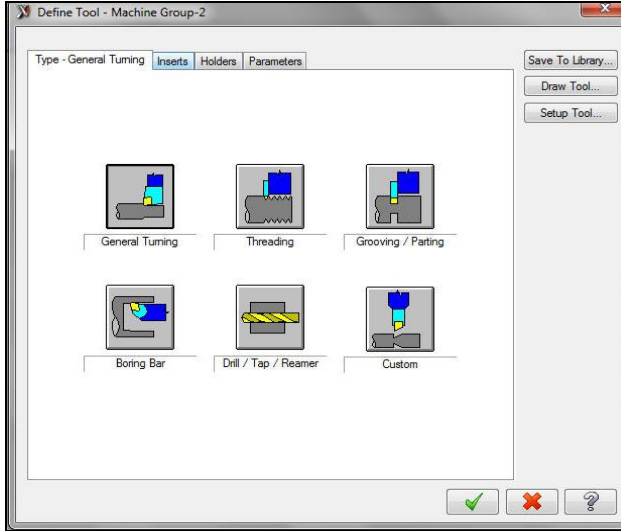 Define Tool - Machine Group-2
Type - General Turning Inserts Holders Parameters
Save To Library...
Draw Tool...
Setup Tool...
General Turning Threading Grooving / Parting
Boring Bar Drill / Tap / Reamer Custom